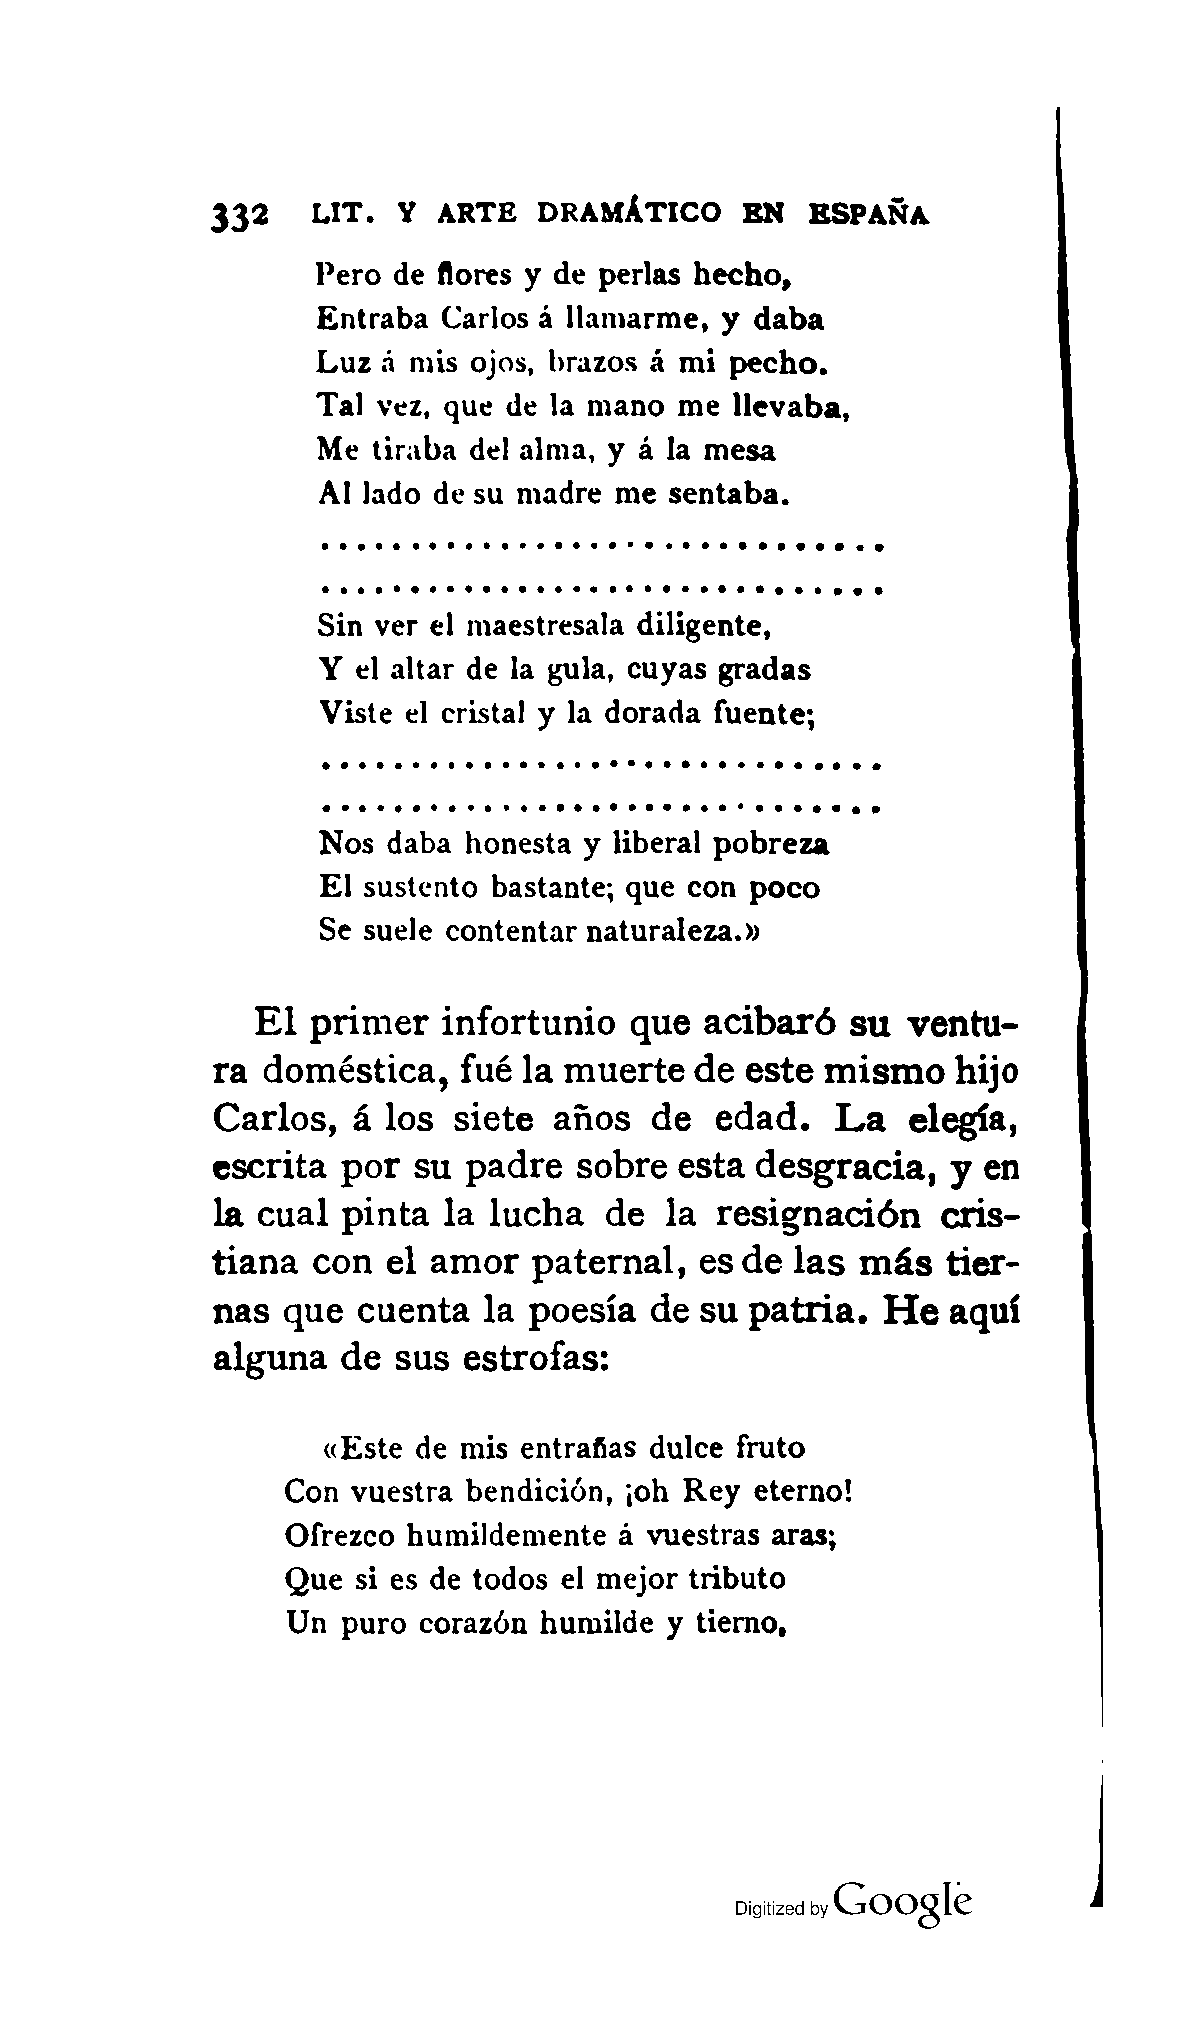 332 LIT. Y ARTE DRAMÁTICO EN ESPAÑA
Pero de flores y de perlas hecho,
Entraba Carlos á llamarme, y daba
Luz á mis ojos, brazos á mi pecho.
Tal vez, que de la mano me llevaba,
Me tiraba del alma, y á la mesa
Al lado de su madre me sentaba.
................................
................................
Sin ver el maestresala diligente,
Y el altar de la gula, cuyas gradas
Viste el cristal y la dorada fuente;
................................
................................
Nos daba honesta y liberal pobreza
El sustento bastante; que con poco
Se suele contentar naturaleza.»
El primer infortunio que acibaró su ventu-
ra doméstica, fué la muerte de este mismo hijo
Carlos, á los siete años de edad. La elegía,
escrita por su padre sobre esta desgracia, y en
la cual pinta la lucha de la resignación cris-
tiana con el amor paternal, es de las más tier-
nas que cuenta la poesía de su patria. He aquí
alguna de sus estrofas:
«Este de mis entrañas dulce fruto
Con vuestra bendición, ¡oh Rey eterno!
Ofrezco humildemente á vuestras aras;
Que si es de todos el mejor tributo
Un puro corazón humilde y tierno,
Digitized by Google